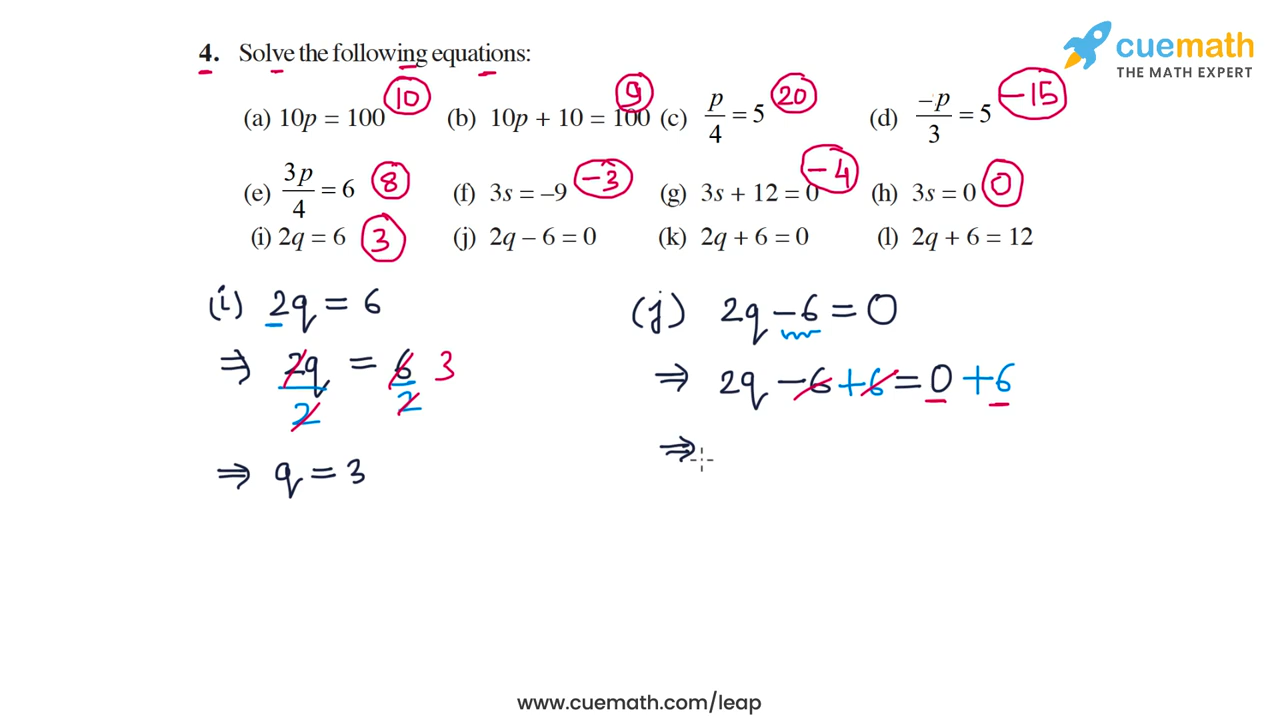 cuemath
THE MATH EXPERT
4. Solve the following equations:
(a) 10p = 100 10 (b) 10p + 10 = 100 9 (c) p/4 = 5 20 (d) −p/3 = 5 −15
(e) 3p/4 = 6 8 (f) 3s = –9 −3 (g) 3s + 12 = 0 −4 (h) 3s = 0 0
(i) 2q = 6 3 (j) 2q – 6 = 0 (k) 2q + 6 = 0 (l) 2q + 6 = 12
(i) 2q = 6
⇒ 2q/2 = 6/2 3
⇒ q = 3
(j) 2q − 6 = 0
⇒ 2q − 6 + 6 = 0 + 6
⇒
www.cuemath.com/leap